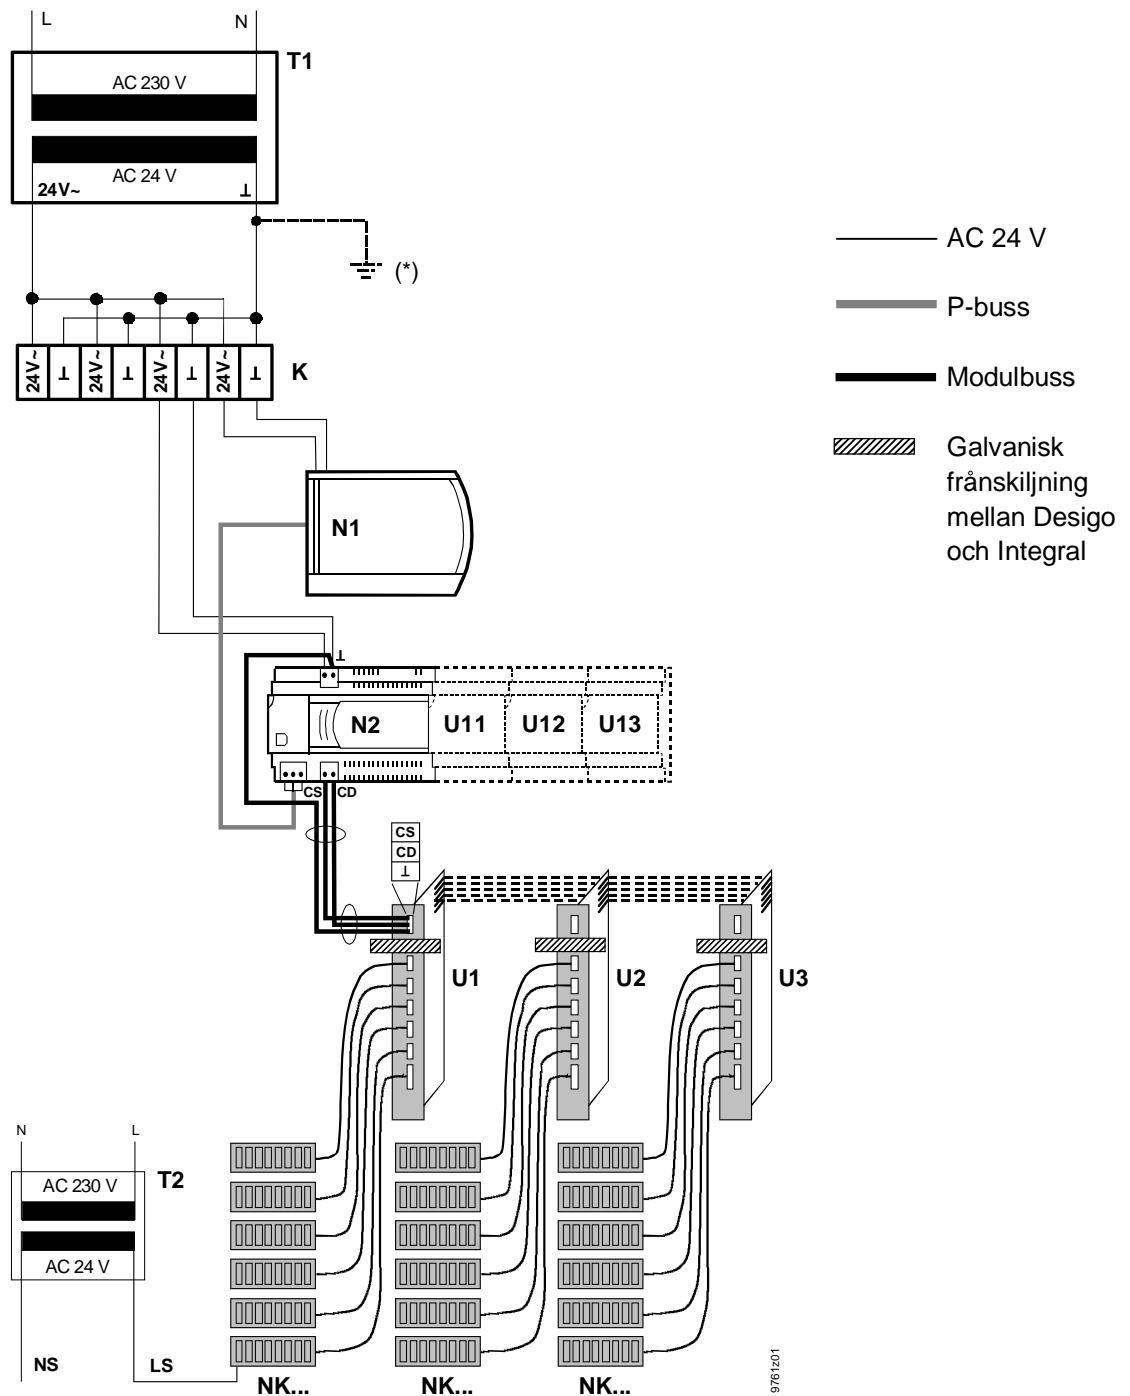 L N
T1
AC 230 V
AC 24 V
24V~ ⊥
(*)
24V~ ⊥ 24V~ ⊥ 24V~ ⊥ 24V~ ⊥
K
AC 24 V
P-buss
Modulbuss
Galvanisk
frånskiljning
mellan Desigo
och Integral
N1
⊥
N2 U11 U12 U13
CS CD
CS
CD
⊥
U1 U2 U3
N L
T2
AC 230 V
AC 24 V
NS LS
NK... NK... NK...
9761z01